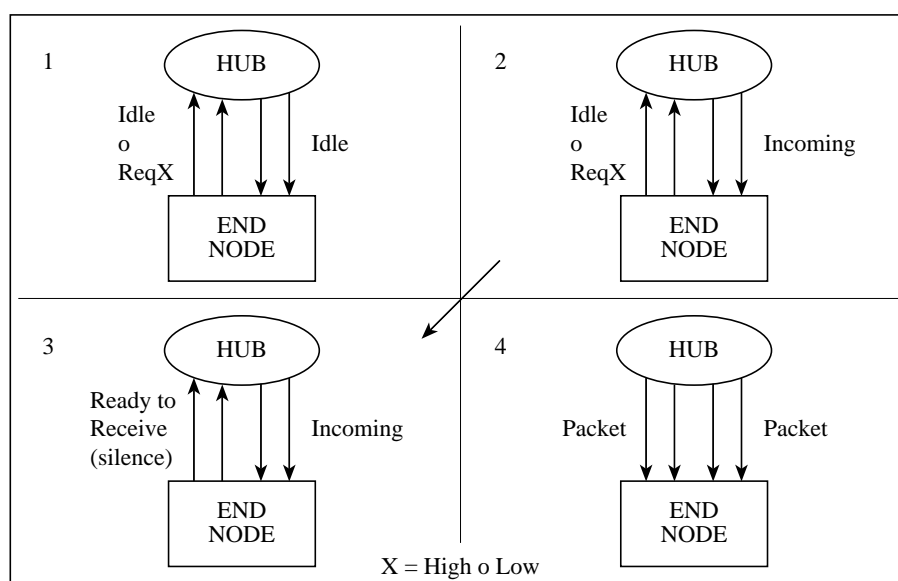 1
HUB
Idle
o
ReqX
Idle
END
NODE
2
HUB
Idle
o
ReqX
Incoming
END
NODE
3
HUB
Ready to
Receive
(silence)
Incoming
END
NODE
4
HUB
Packet
Packet
END
NODE
X = High o Low